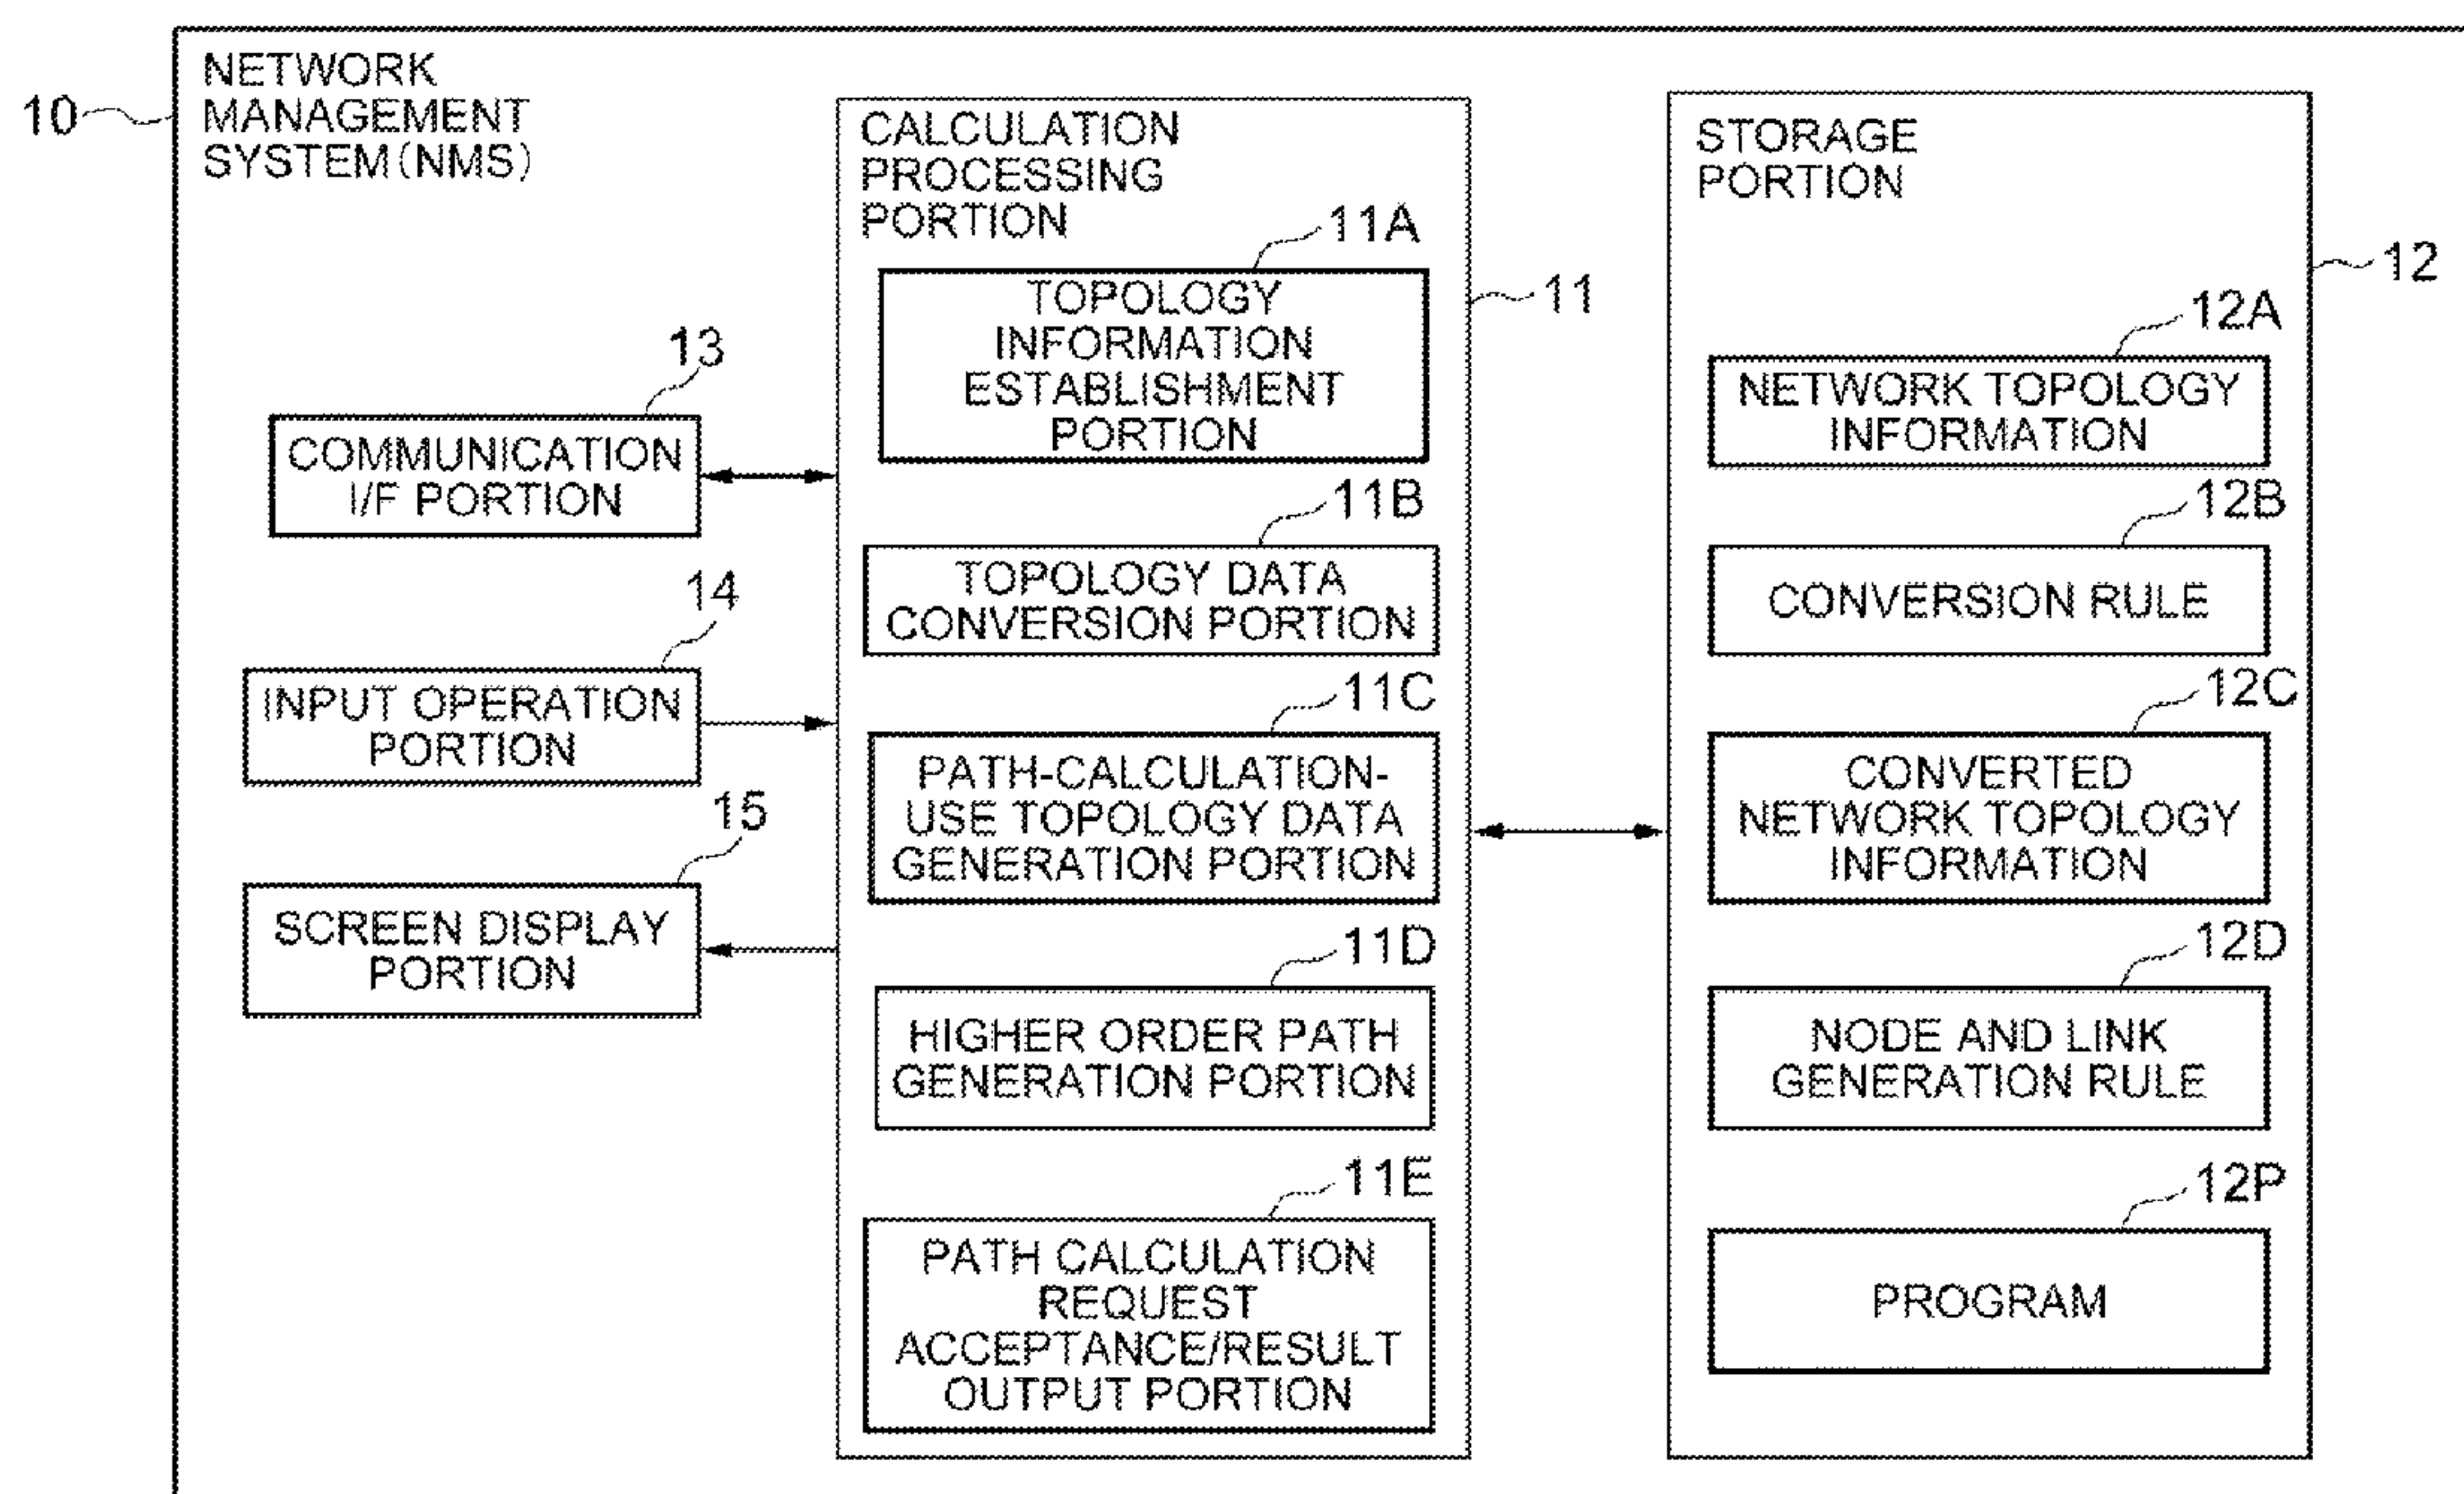 10
NETWORK
MANAGEMENT
SYSTEM(NMS)
13
COMMUNICATION
I/F PORTION
14
INPUT OPERATION
PORTION
15
SCREEN DISPLAY
PORTION
CALCULATION
PROCESSING
PORTION
11
11A
TOPOLOGY
INFORMATION
ESTABLISHMENT
PORTION
11B
TOPOLOGY DATA
CONVERSION PORTION
11C
PATH-CALCULATION-
USE TOPOLOGY DATA
GENERATION PORTION
11D
HIGHER ORDER PATH
GENERATION PORTION
11E
PATH CALCULATION
REQUEST
ACCEPTANCE/RESULT
OUTPUT PORTION
STORAGE
PORTION
12
12A
NETWORK TOPOLOGY
INFORMATION
12B
CONVERSION RULE
12C
CONVERTED
NETWORK TOPOLOGY
INFORMATION
12D
NODE AND LINK
GENERATION RULE
12P
PROGRAM